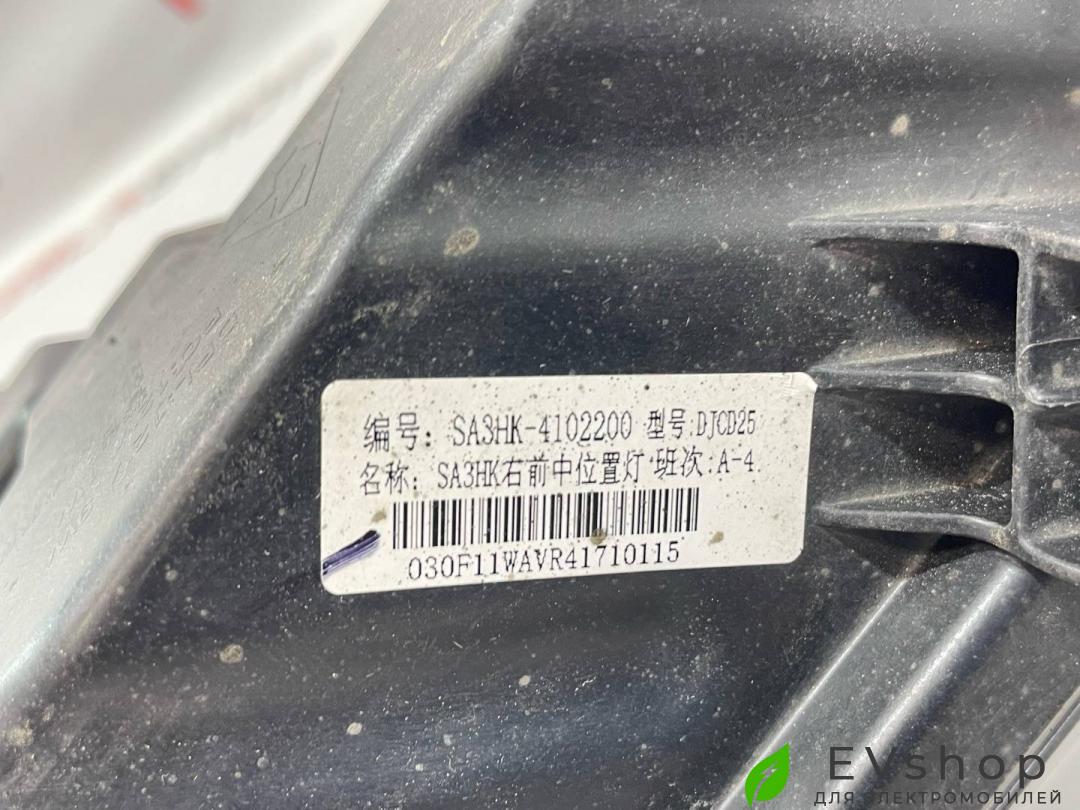 编号: SA3HK-4102200 型号:DJCD25
名称: SA3HK右前中位置灯 班次:A-4
030F11WAVR41710115
EVshop
ДЛЯ ЭЛЕКТРОМОБИЛЕЙ